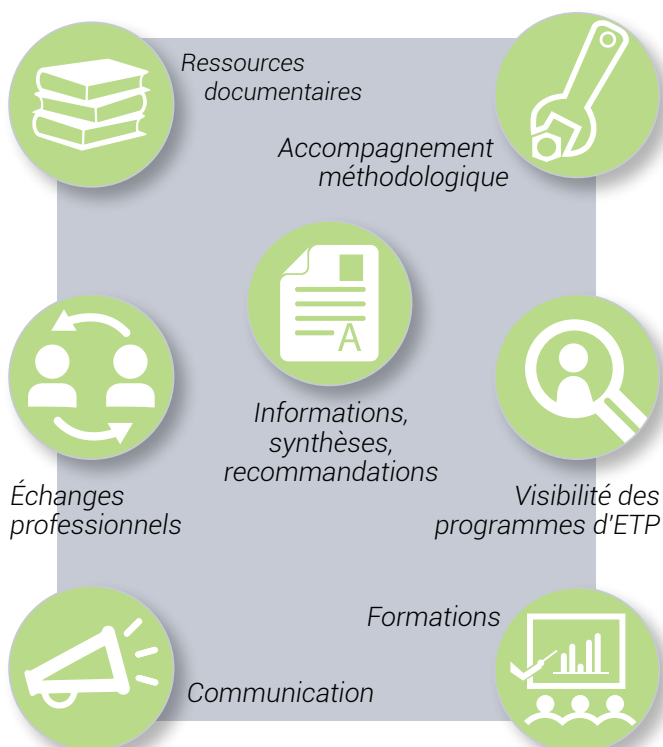 Ressources
documentaires
Accompagnement
méthodologique
A
Informations,
synthèses,
recommandations
Échanges
professionnels
Visibilité des
programmes d'ETP
Formations
Communication